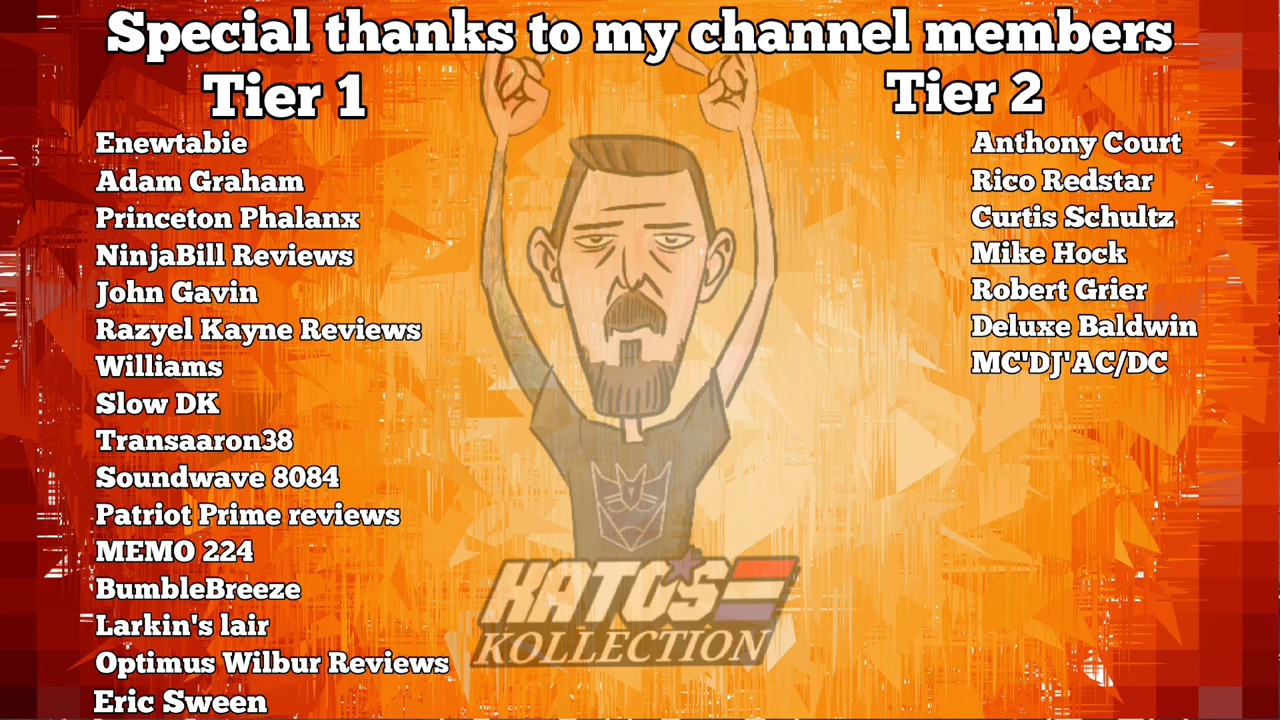 Special thanks to my channel members
Tier 1
Enewtabie
Adam Graham
Princeton Phalanx
NinjaBill Reviews
John Gavin
Razyel Kayne Reviews
Williams
Slow DK
Transaaron38
Soundwave 8084
Patriot Prime reviews
MEMO 224
BumbleBreeze
Larkin's lair
Optimus Wilbur Reviews
Eric Sween
Tier 2
Anthony Court
Rico Redstar
Curtis Schultz
Mike Hock
Robert Grier
Deluxe Baldwin
MC'DJ'AC/DC
KATO'S
KOLLECTION